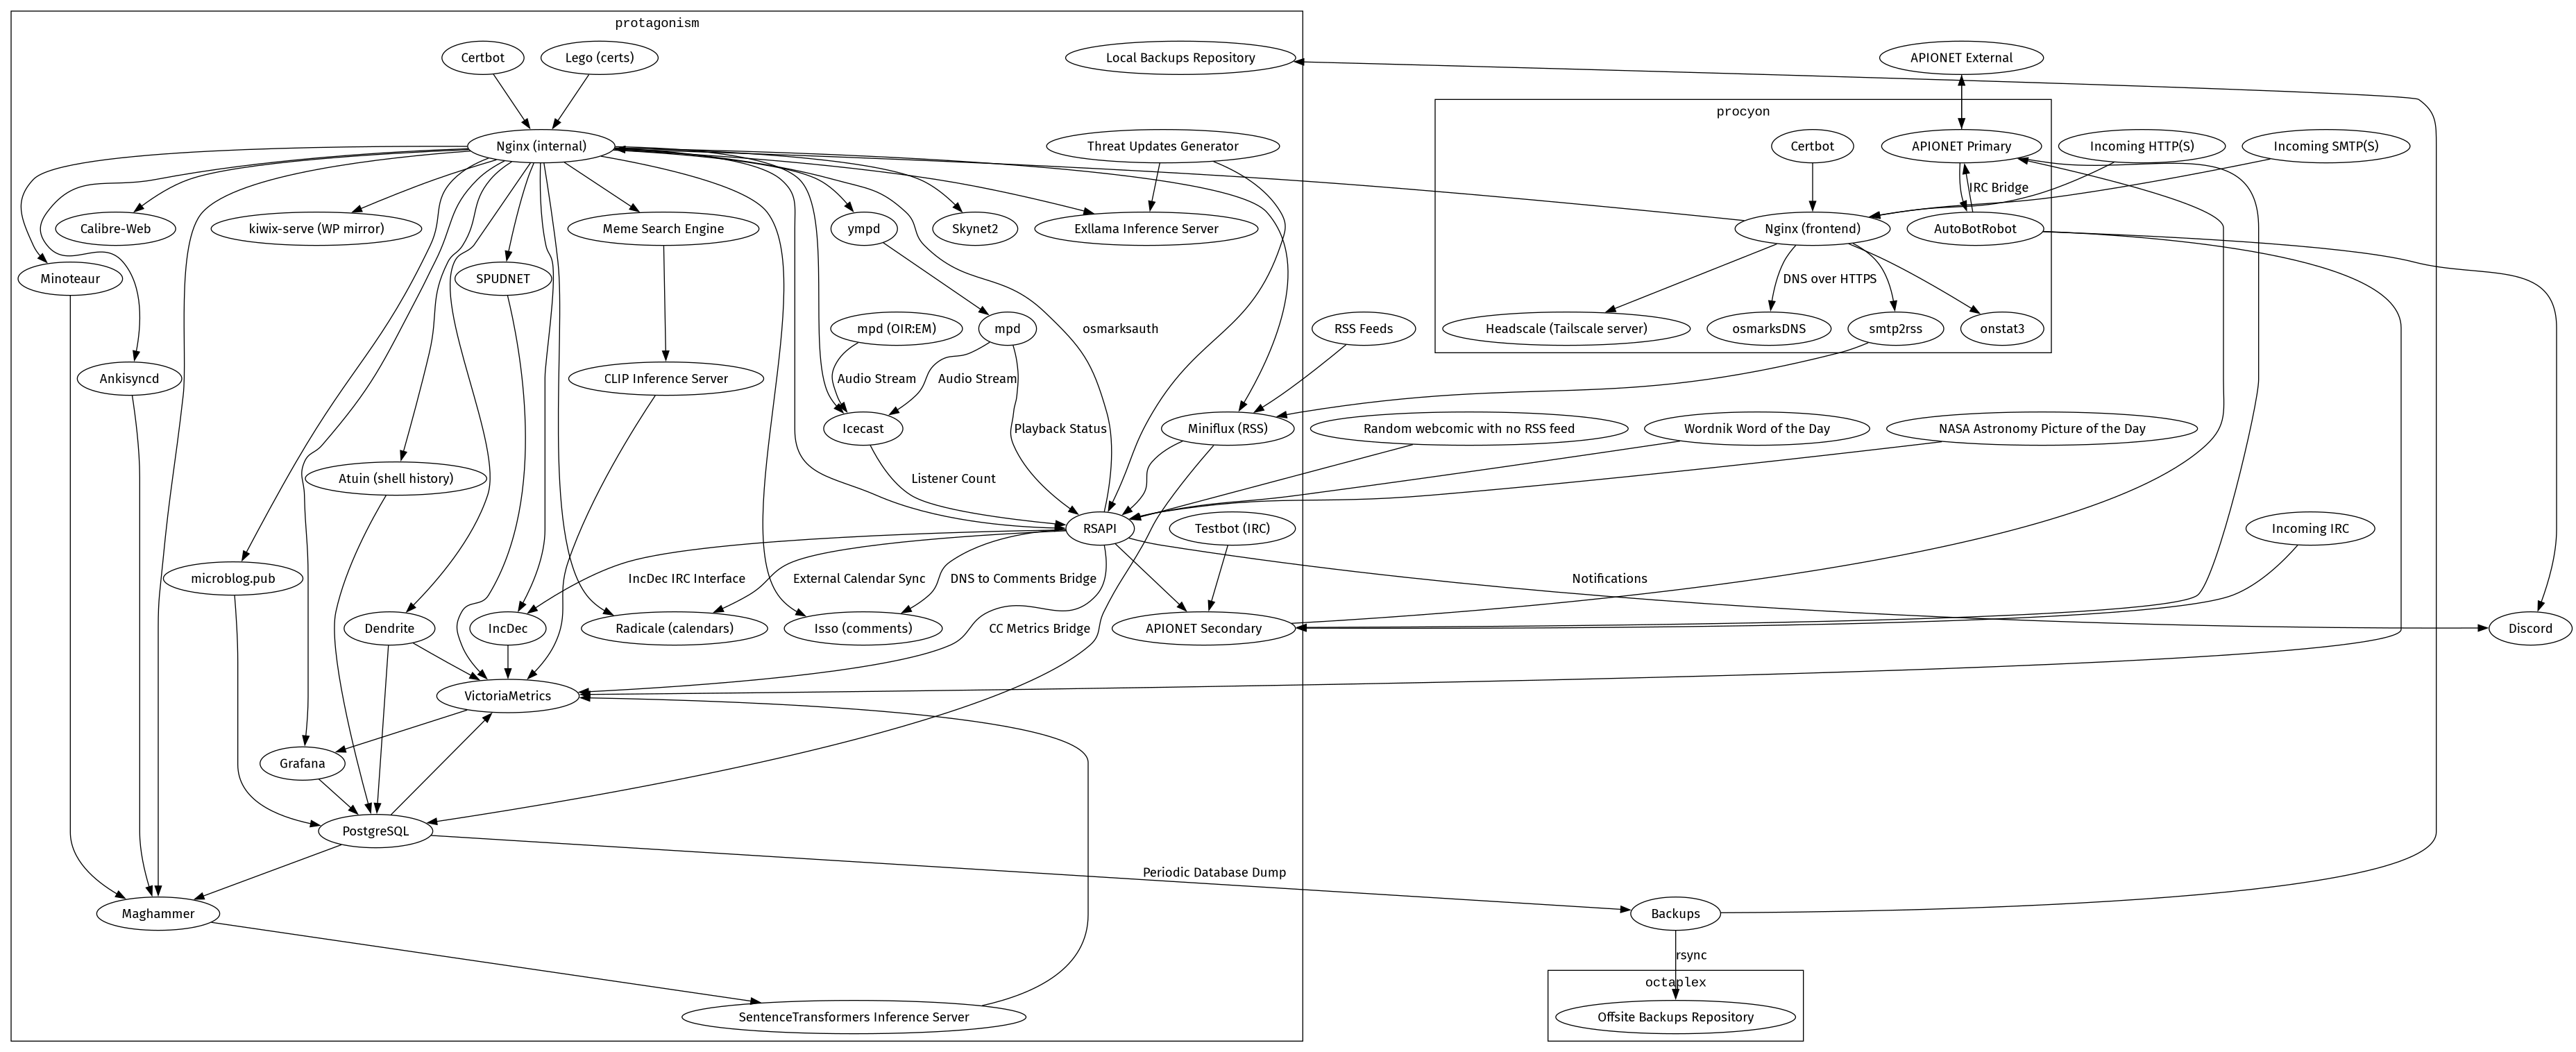 protagonism
Certbot
Lego (certs)
Local Backups Repository
APIONET External
procyon
Nginx (internal)
Threat Updates Generator
Certbot
APIONET Primary
Incoming HTTP(S)
Incoming SMTP(S)
IRC Bridge
Calibre-Web
kiwix-serve (WP mirror)
Meme Search Engine
ympd
Skynet2
Exllama Inference Server
Nginx (frontend)
AutoBotRobot
Minoteaur
SPUDNET
DNS over HTTPS
mpd (OIR:EM)
mpd
osmarksauth
RSS Feeds
Headscale (Tailscale server)
osmarksDNS
smtp2rss
onstat3
Ankisyncd
CLIP Inference Server
Audio Stream
Audio Stream
Icecast
Playback Status
Miniflux (RSS)
Random webcomic with no RSS feed
Wordnik Word of the Day
NASA Astronomy Picture of the Day
Atuin (shell history)
Listener Count
RSAPI
Testbot (IRC)
Incoming IRC
microblog.pub
IncDec IRC Interface
External Calendar Sync
DNS to Comments Bridge
Notifications
Dendrite
IncDec
Radicale (calendars)
Isso (comments)
CC Metrics Bridge
APIONET Secondary
Discord
VictoriaMetrics
Grafana
PostgreSQL
Periodic Database Dump
Maghammer
Backups
rsync
octaplex
SentenceTransformers Inference Server
Offsite Backups Repository